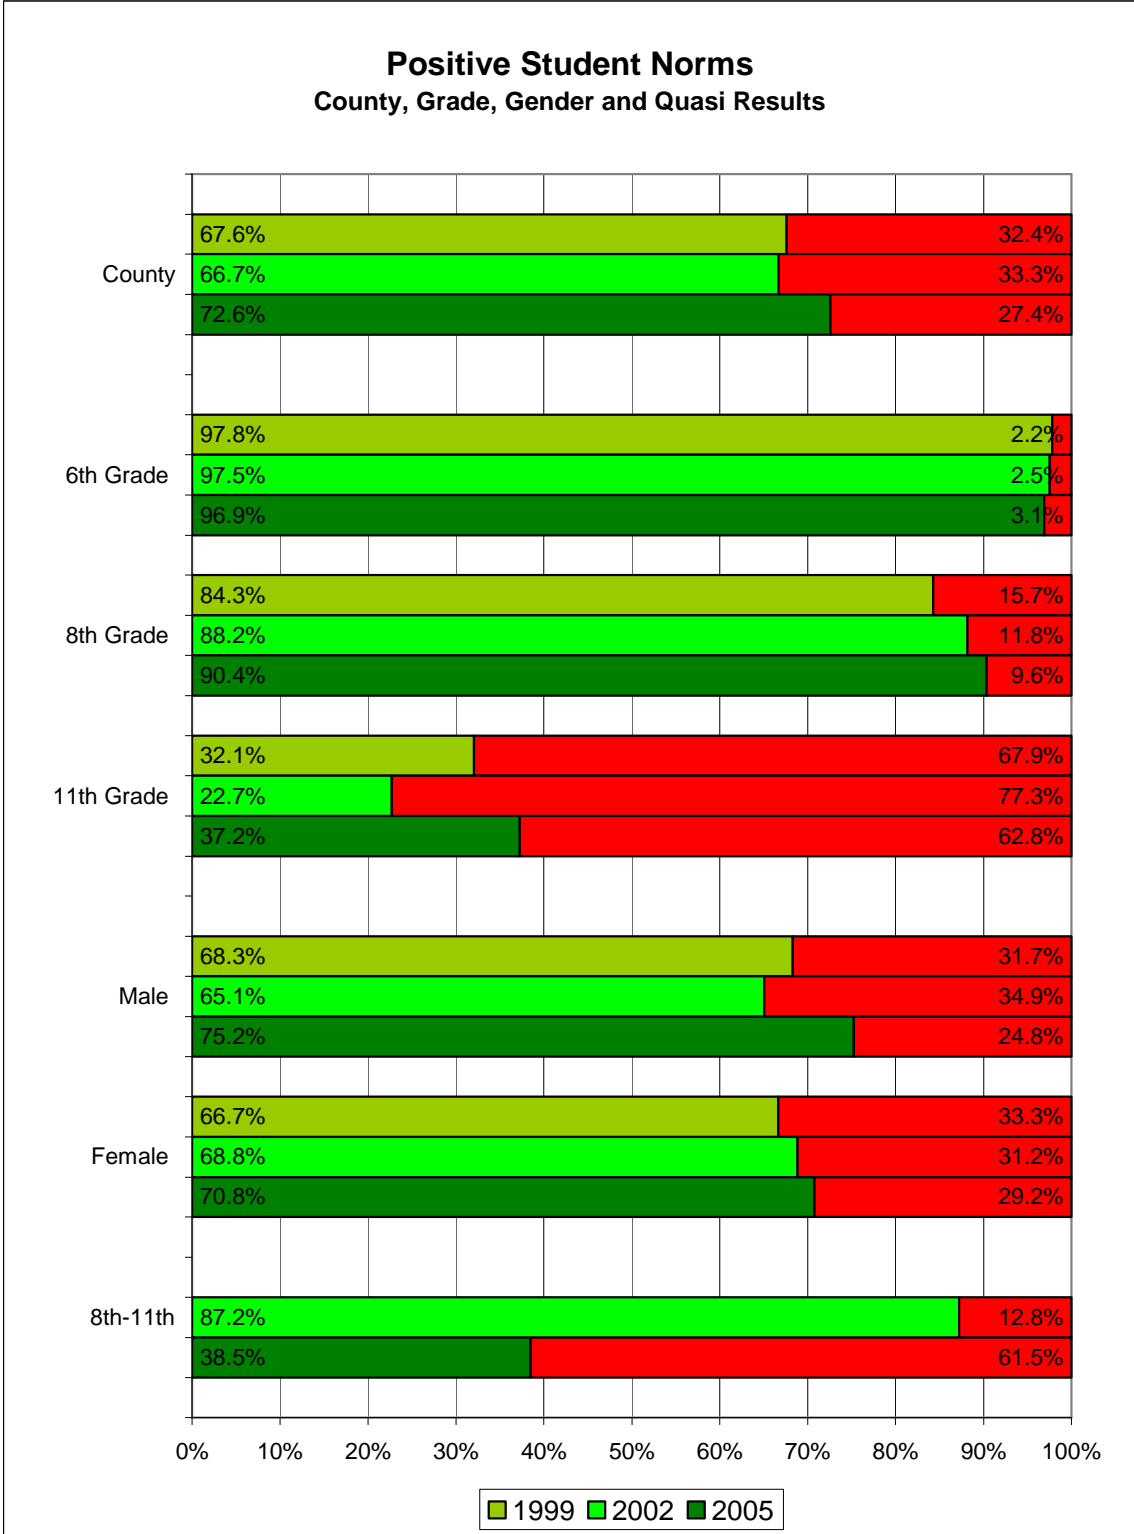 Positive Student Norms
County, Grade, Gender and Quasi Results
67.6% 32.4%
County 66.7% 33.3%
72.6% 27.4%
97.8% 2.2%
6th Grade 97.5% 2.5%
96.9% 3.1%
84.3% 15.7%
8th Grade 88.2% 11.8%
90.4% 9.6%
32.1% 67.9%
11th Grade 22.7% 77.3%
37.2% 62.8%
68.3% 31.7%
Male 65.1% 34.9%
75.2% 24.8%
66.7% 33.3%
Female 68.8% 31.2%
70.8% 29.2%
8th-11th 87.2% 12.8%
38.5% 61.5%
0% 10% 20% 30% 40% 50% 60% 70% 80% 90% 100%
1999 2002 2005